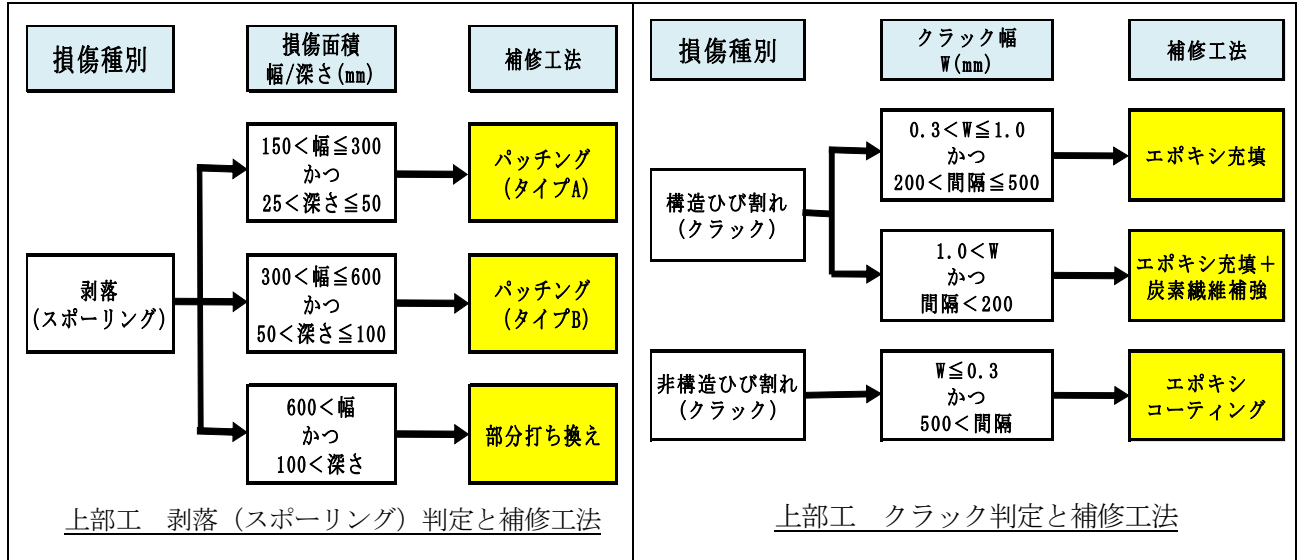 損傷種別
損傷面積
幅/深さ(mm)
補修工法
剥落
(スポーリング)
150<幅≦300
かつ
25<深さ≦50
パッチング
(タイプA)
300<幅≦600
かつ
50<深さ≦100
パッチング
(タイプB)
600<幅
かつ
100<深さ
部分打ち換え
上部工　剥落（スポーリング）判定と補修工法
損傷種別
クラック幅
W(mm)
補修工法
構造ひび割れ
(クラック)
0.3<W≦1.0
かつ
200<間隔≦500
エポキシ充填
1.0<W
かつ
間隔<200
エポキシ充填＋
炭素繊維補強
非構造ひび割れ
(クラック)
W≦0.3
かつ
500<間隔
エポキシ
コーティング
上部工　クラック判定と補修工法